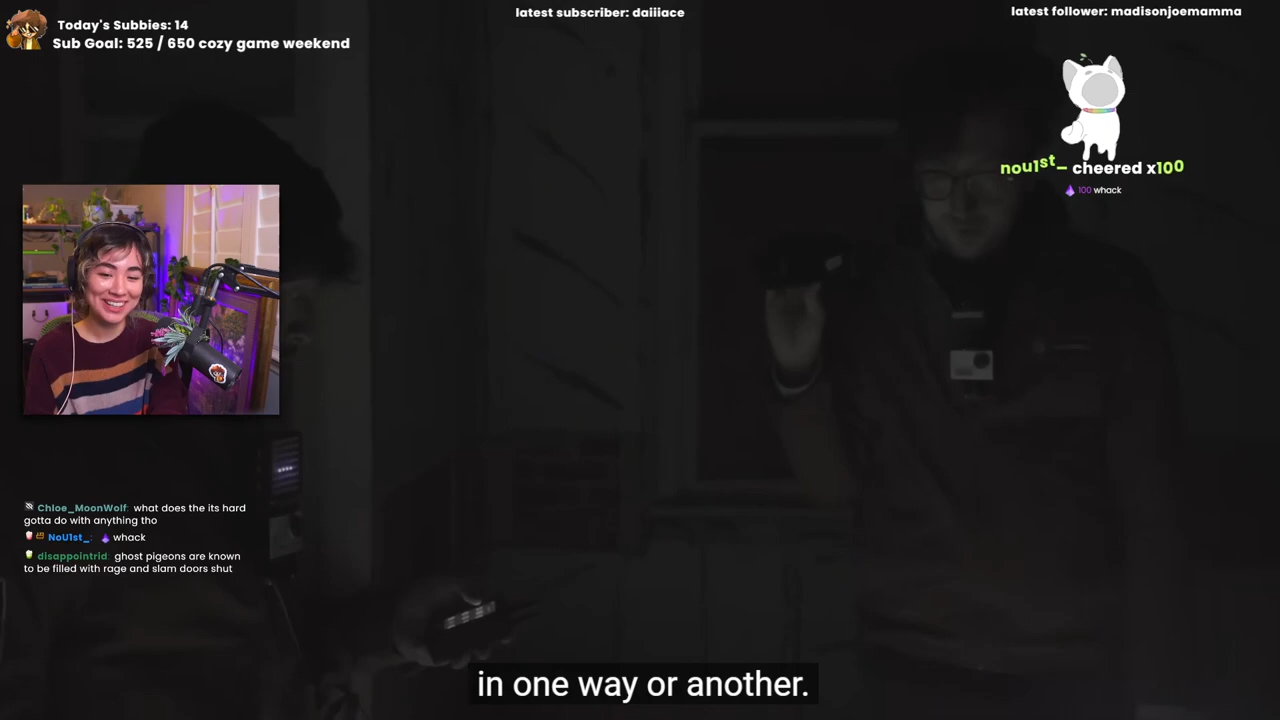 Today's Subbies: 14
Sub Goal: 525 / 650 cozy game weekend
latest subscriber: daiiiace
latest follower: madisonjoemamma
nou1st_ cheered x100
100 whack
Chloe_MoonWolf: what does the its hard
gotta do with anything tho
NoU1st_: whack
disappointrid: ghost pigeons are known
to be filled with rage and slam doors shut
in one way or another.